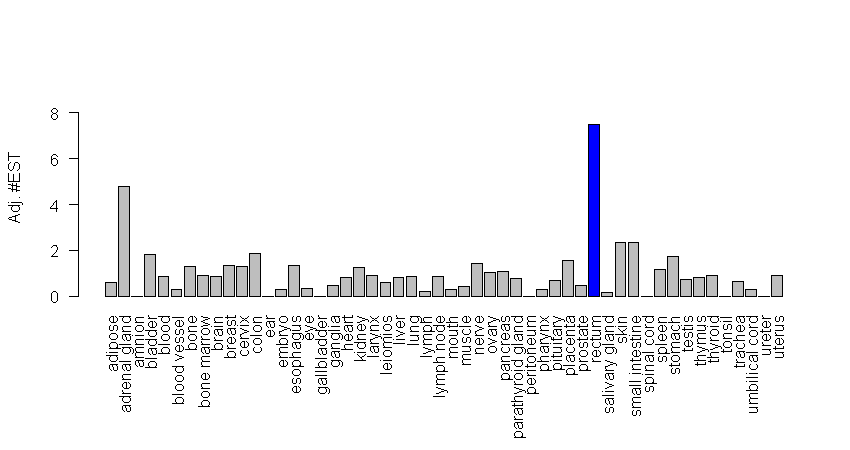 Adj. #EST
8
6
4
2
0
adipose
adrenal gland
amnion
bladder
blood
blood vessel
bone
bone marrow
brain
breast
cervix
colon
ear
embryo
esophagus
eye
gallbladder
ganglia
heart
kidney
larynx
leiomios
liver
lung
lymph
lymph node
mouth
muscle
nerve
ovary
pancreas
parathyroid gland
peritoneum
pharynx
pituitary
placenta
prostate
rectum
salivary gland
skin
small intestine
spinal cord
spleen
stomach
testis
thymus
thyroid
tonsil
trachea
umbilical cord
ureter
uterus